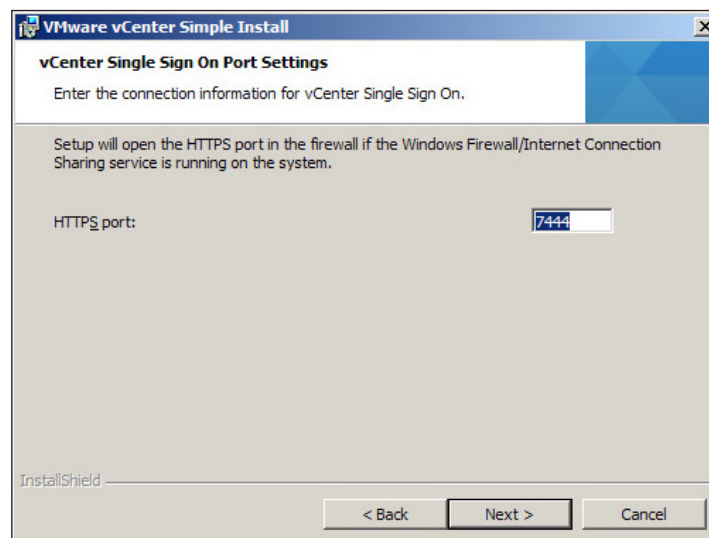 VMware vCenter Simple Install
vCenter Single Sign On Port Settings
Enter the connection information for vCenter Single Sign On.
Setup will open the HTTPS port in the firewall if the Windows Firewall/Internet Connection
Sharing service is running on the system.
HTTPS port: 7444
InstallShield
< Back Next > Cancel